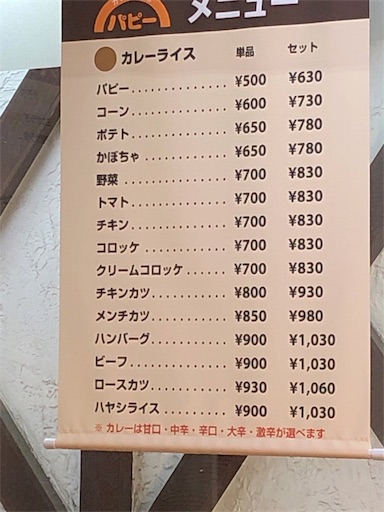 パピー メニュー
カレーライス 単品 セット
パピー.............. ¥500 ¥630
コーン.............. ¥600 ¥730
ポテト.............. ¥650 ¥780
かぼちゃ............ ¥650 ¥780
野菜................ ¥700 ¥830
トマト.............. ¥700 ¥830
チキン.............. ¥700 ¥830
コロッケ............ ¥700 ¥830
クリームコロッケ....... ¥700 ¥830
チキンカツ........... ¥800 ¥930
メンチカツ........... ¥850 ¥980
ハンバーグ........... ¥900 ¥1,030
ビーフ.............. ¥900 ¥1,030
ロースカツ........... ¥930 ¥1,060
ハヤシライス.......... ¥900 ¥1,030
※ カレーは甘口・中辛・辛口・大辛・激辛が選べます